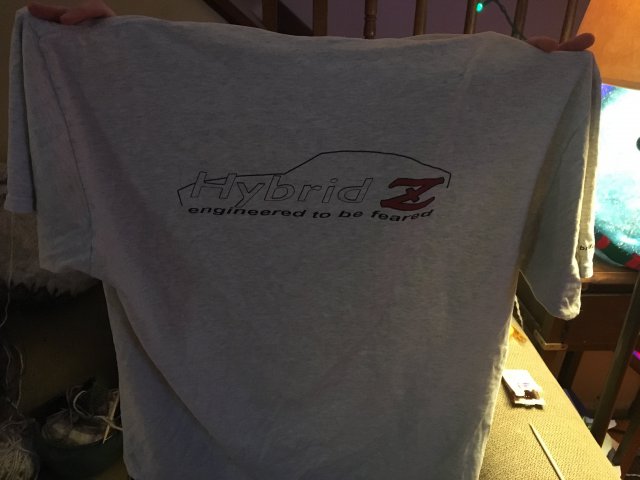 Hybrid Z
engineered to be feared